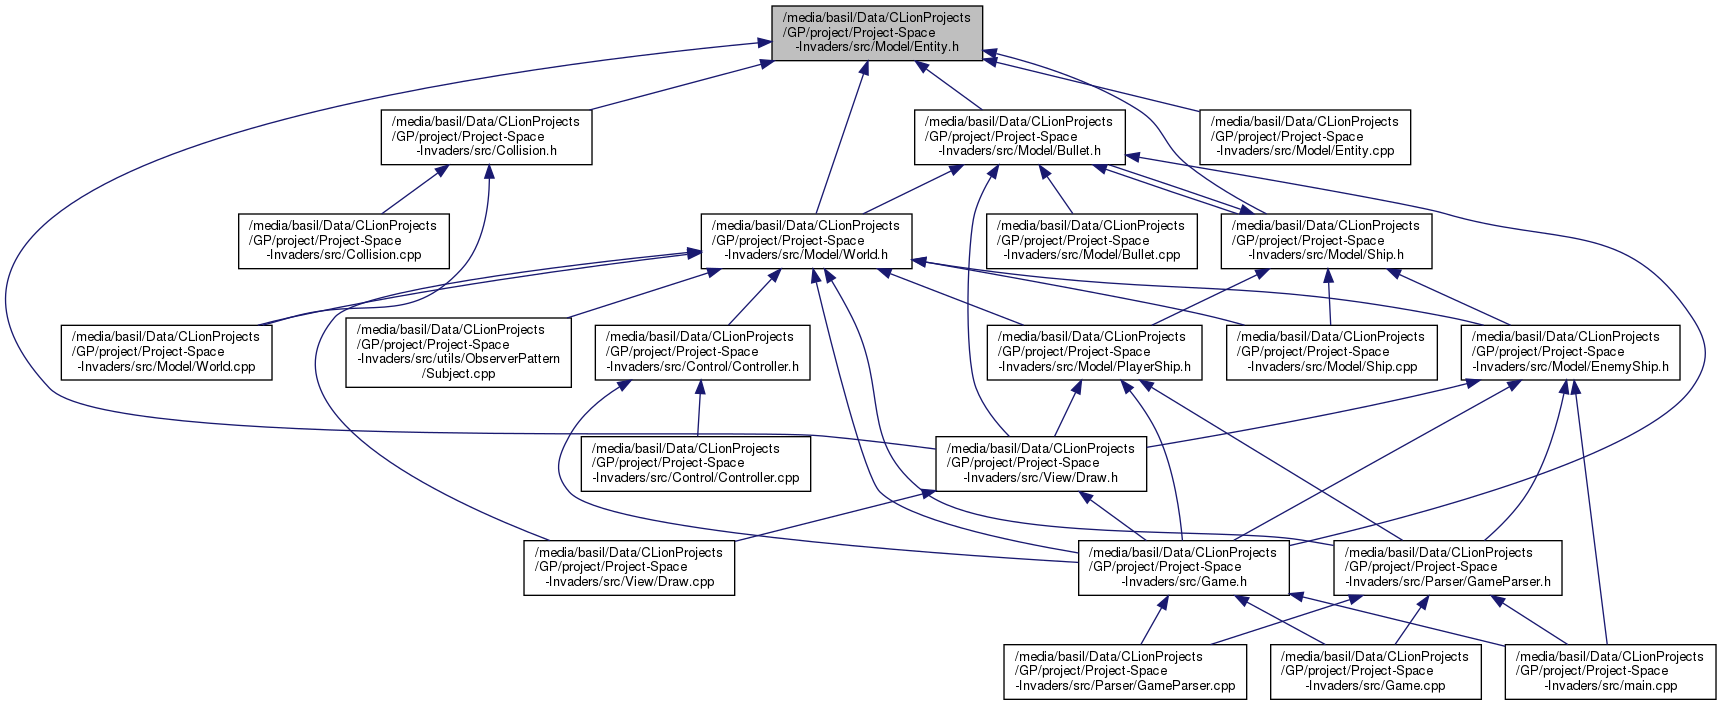 /media/basil/Data/CLionProjects
/GP/project/Project-Space
-Invaders/src/Model/Entity.h
/media/basil/Data/CLionProjects
/GP/project/Project-Space
-Invaders/src/Collision.h
/media/basil/Data/CLionProjects
/GP/project/Project-Space
-Invaders/src/Model/Bullet.h
/media/basil/Data/CLionProjects
/GP/project/Project-Space
-Invaders/src/Model/Entity.cpp
/media/basil/Data/CLionProjects
/GP/project/Project-Space
-Invaders/src/Collision.cpp
/media/basil/Data/CLionProjects
/GP/project/Project-Space
-Invaders/src/Model/World.h
/media/basil/Data/CLionProjects
/GP/project/Project-Space
-Invaders/src/Model/Bullet.cpp
/media/basil/Data/CLionProjects
/GP/project/Project-Space
-Invaders/src/Model/Ship.h
/media/basil/Data/CLionProjects
/GP/project/Project-Space
-Invaders/src/Model/World.cpp
/media/basil/Data/CLionProjects
/GP/project/Project-Space
-Invaders/src/utils/ObserverPattern
/Subject.cpp
/media/basil/Data/CLionProjects
/GP/project/Project-Space
-Invaders/src/Control/Controller.h
/media/basil/Data/CLionProjects
/GP/project/Project-Space
-Invaders/src/Model/PlayerShip.h
/media/basil/Data/CLionProjects
/GP/project/Project-Space
-Invaders/src/Model/Ship.cpp
/media/basil/Data/CLionProjects
/GP/project/Project-Space
-Invaders/src/Model/EnemyShip.h
/media/basil/Data/CLionProjects
/GP/project/Project-Space
-Invaders/src/Control/Controller.cpp
/media/basil/Data/CLionProjects
/GP/project/Project-Space
-Invaders/src/View/Draw.h
/media/basil/Data/CLionProjects
/GP/project/Project-Space
-Invaders/src/View/Draw.cpp
/media/basil/Data/CLionProjects
/GP/project/Project-Space
-Invaders/src/Game.h
/media/basil/Data/CLionProjects
/GP/project/Project-Space
-Invaders/src/Parser/GameParser.h
/media/basil/Data/CLionProjects
/GP/project/Project-Space
-Invaders/src/Parser/GameParser.cpp
/media/basil/Data/CLionProjects
/GP/project/Project-Space
-Invaders/src/Game.cpp
/media/basil/Data/CLionProjects
/GP/project/Project-Space
-Invaders/src/main.cpp